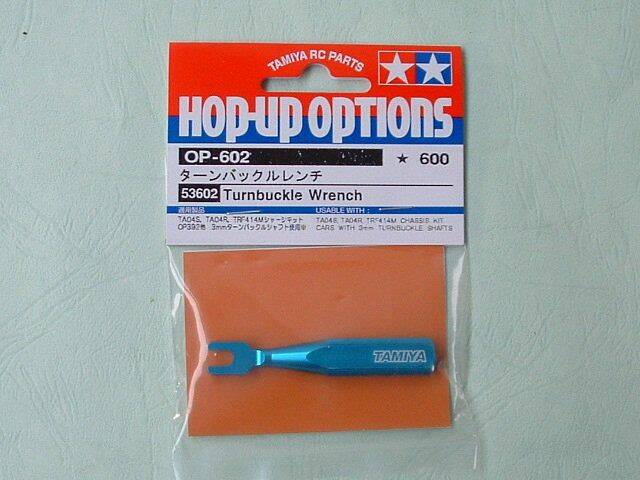 TAMIYA RC PARTS
HOP-UP OPTIONS
OP-602 ★ 600
ターンバックルレンチ
53602 Turnbuckle Wrench
適用製品 USABLE WITH :
TA04S, TA04R, TRF414Mシャーシキット TA04S, TA04R, TRF414M CHASSIS KIT
OP392他 3mmターンバックルシャフト使用車 CARS WITH 3mm TURNBUCKLE SHAFTS
TAMIYA